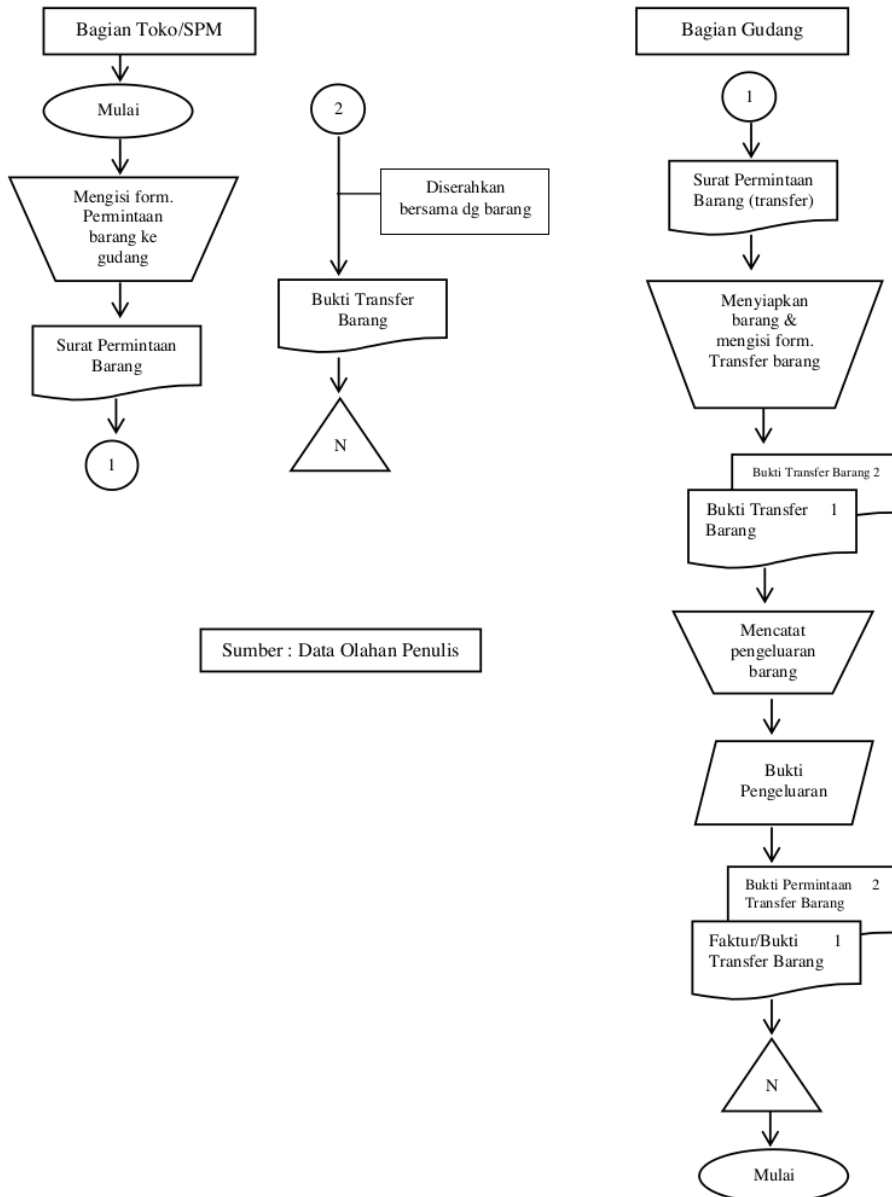 Bagian Toko/SPM
Mulai
Mengisi form.
Permintaan
barang ke
gudang
Surat Permintaan
Barang
1
2
Diserahkan
bersama dg barang
Bukti Transfer
Barang
N
Sumber : Data Olahan Penulis
Bagian Gudang
1
Surat Permintaan
Barang (transfer)
Menyiapkan
barang &
mengisi form.
Transfer barang
Bukti Transfer Barang 2
Bukti Transfer 1
Barang
Mencatat
pengeluaran
barang
Bukti
Pengeluaran
Bukti Permintaan 2
Transfer Barang
Faktur/Bukti 1
Transfer Barang
N
Mulai